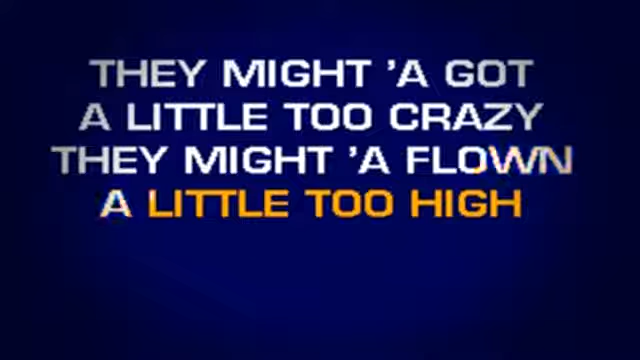 THEY MIGHT 'A GOT
A LITTLE TOO CRAZY
THEY MIGHT 'A FLOWN
A LITTLE TOO HIGH